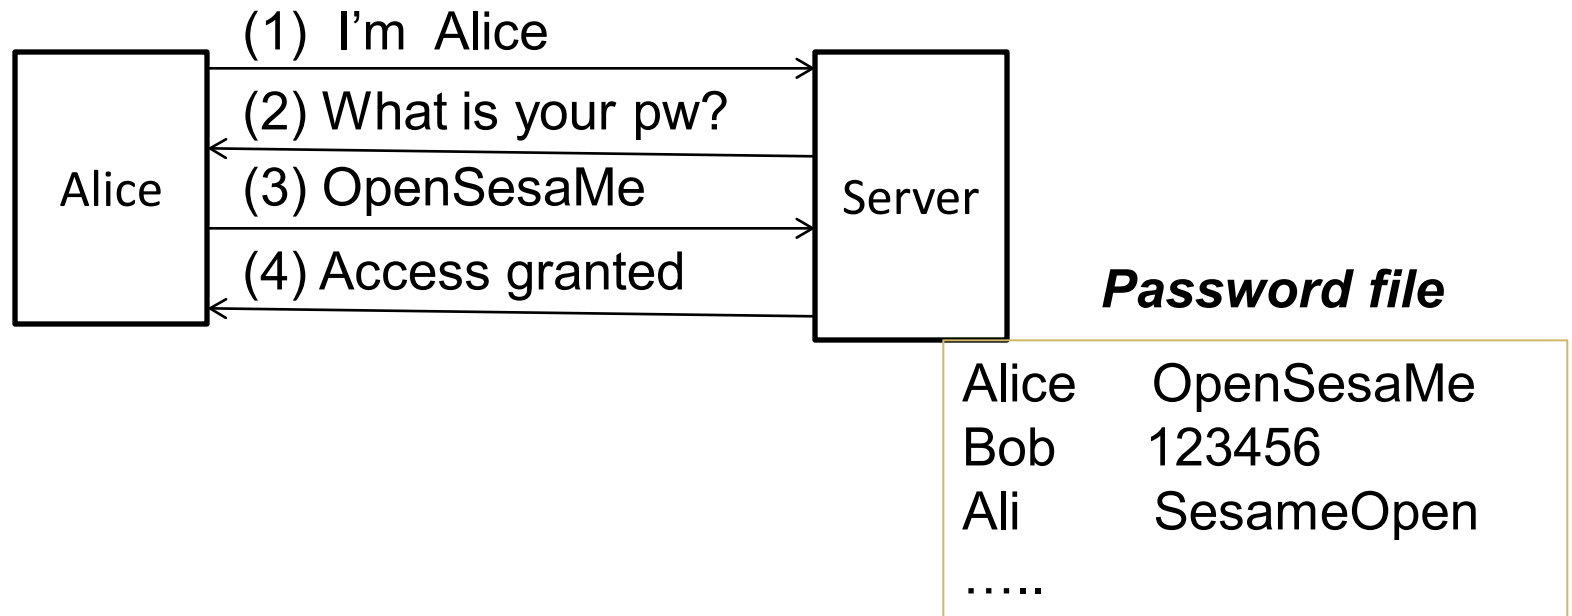 (1) I’m Alice
(2) What is your pw?
Alice
(3) OpenSesaMe
Server
(4) Access granted
Password file
Alice OpenSesaMe
Bob 123456
Ali SesameOpen
…..